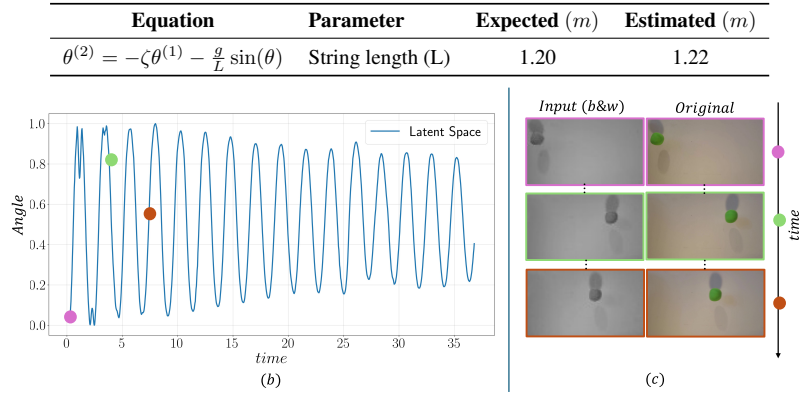 Equation Parameter Expected (m) Estimated (m)
θ^{(2)} = −ζθ^{(1)} − \frac{g}{L} sin(θ) String length (L) 1.20 1.22
Input (b&w) Original
1.0
Latent Space
0.8
0.6
Angle
0.4
0.2
0.0
0 5 10 15 20 25 30 35
time
time
(b) (c)